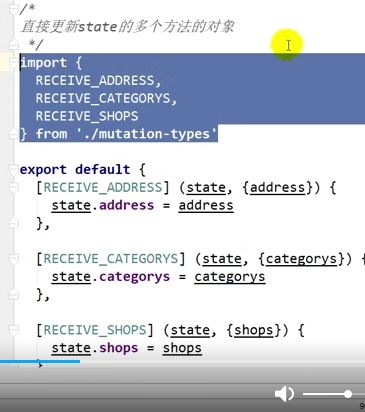 /*
直接更新state的多个方法的对象
*/
import {
RECEIVE_ADDRESS,
RECEIVE_CATEGORYS,
RECEIVE_SHOPS
} from './mutation-types'
export default {
[RECEIVE_ADDRESS] (state, {address}) {
state.address = address
},
[RECEIVE_CATEGORYS] (state, {categorys}) {
state.categorys = categorys
},
[RECEIVE_SHOPS] (state, {shops}) {
state.shops = shops
9